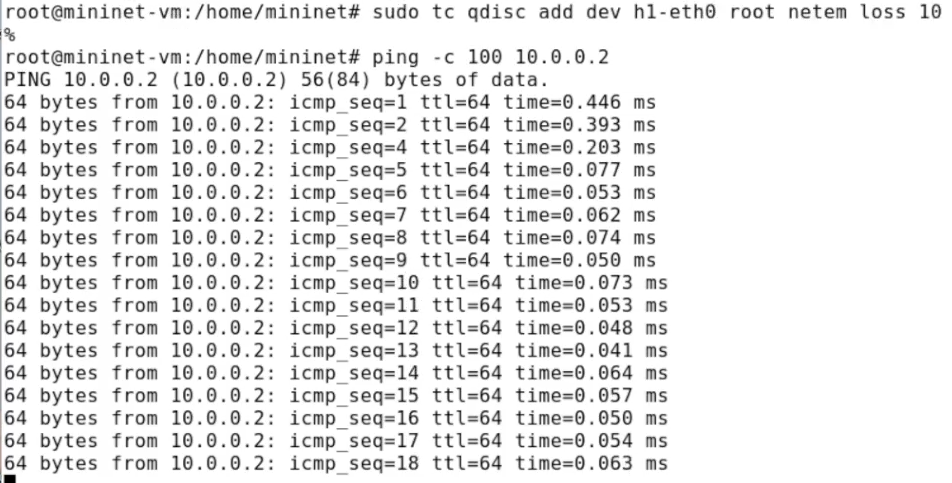 root@mininet-vm:/home/mininet# sudo tc qdisc add dev h1-eth0 root netem loss 10
%
root@mininet-vm:/home/mininet# ping -c 100 10.0.0.2
PING 10.0.0.2 (10.0.0.2) 56(84) bytes of data.
64 bytes from 10.0.0.2: icmp_seq=1 ttl=64 time=0.446 ms
64 bytes from 10.0.0.2: icmp_seq=2 ttl=64 time=0.393 ms
64 bytes from 10.0.0.2: icmp_seq=4 ttl=64 time=0.203 ms
64 bytes from 10.0.0.2: icmp_seq=5 ttl=64 time=0.077 ms
64 bytes from 10.0.0.2: icmp_seq=6 ttl=64 time=0.053 ms
64 bytes from 10.0.0.2: icmp_seq=7 ttl=64 time=0.062 ms
64 bytes from 10.0.0.2: icmp_seq=8 ttl=64 time=0.074 ms
64 bytes from 10.0.0.2: icmp_seq=9 ttl=64 time=0.050 ms
64 bytes from 10.0.0.2: icmp_seq=10 ttl=64 time=0.073 ms
64 bytes from 10.0.0.2: icmp_seq=11 ttl=64 time=0.053 ms
64 bytes from 10.0.0.2: icmp_seq=12 ttl=64 time=0.048 ms
64 bytes from 10.0.0.2: icmp_seq=13 ttl=64 time=0.041 ms
64 bytes from 10.0.0.2: icmp_seq=14 ttl=64 time=0.064 ms
64 bytes from 10.0.0.2: icmp_seq=15 ttl=64 time=0.057 ms
64 bytes from 10.0.0.2: icmp_seq=16 ttl=64 time=0.050 ms
64 bytes from 10.0.0.2: icmp_seq=17 ttl=64 time=0.054 ms
64 bytes from 10.0.0.2: icmp_seq=18 ttl=64 time=0.063 ms